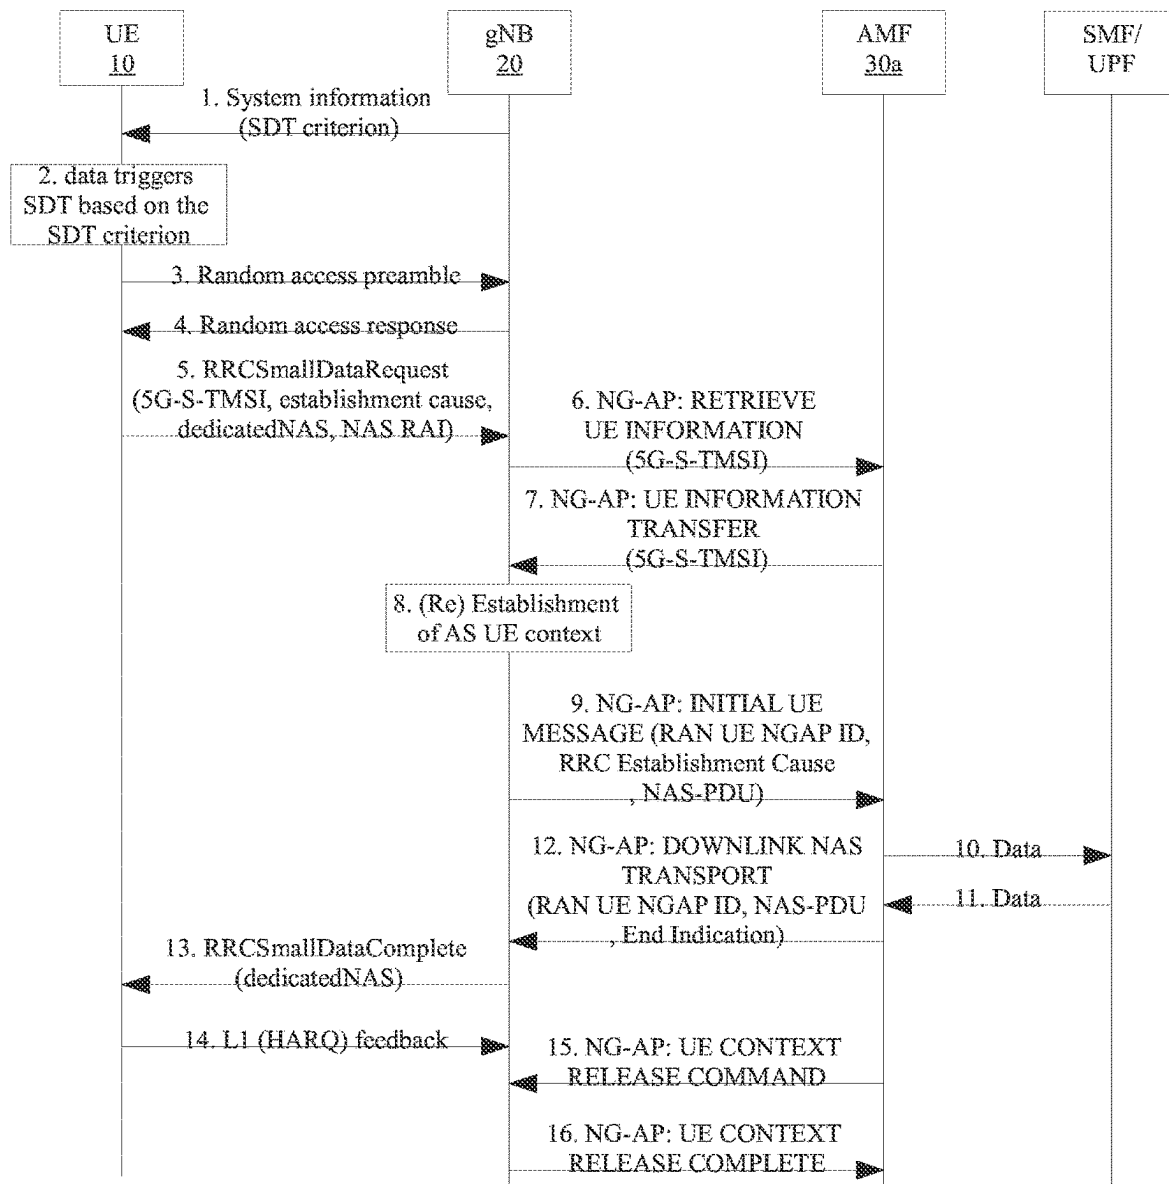 UE
10
gNB
20
AMF
30a
SMF/
UPF
1. System information
(SDT criterion)
2. data triggers
SDT based on the
SDT criterion
3. Random access preamble
4. Random access response
5. RRCSmallDataRequest
(5G-S-TMSI, establishment cause,
dedicatedNAS, NAS RAI)
6. NG-AP: RETRIEVE
UE INFORMATION
(5G-S-TMSI)
7. NG-AP: UE INFORMATION
TRANSFER
(5G-S-TMSI)
8. (Re) Establishment
of AS UE context
9. NG-AP: INITIAL UE
MESSAGE (RAN UE NGAP ID,
RRC Establishment Cause
, NAS-PDU)
10. Data
11. Data
12. NG-AP: DOWNLINK NAS
TRANSPORT
(RAN UE NGAP ID, NAS-PDU
, End Indication)
13. RRCSmallDataComplete
(dedicatedNAS)
14. L1 (HARQ) feedback
15. NG-AP: UE CONTEXT
RELEASE COMMAND
16. NG-AP: UE CONTEXT
RELEASE COMPLETE